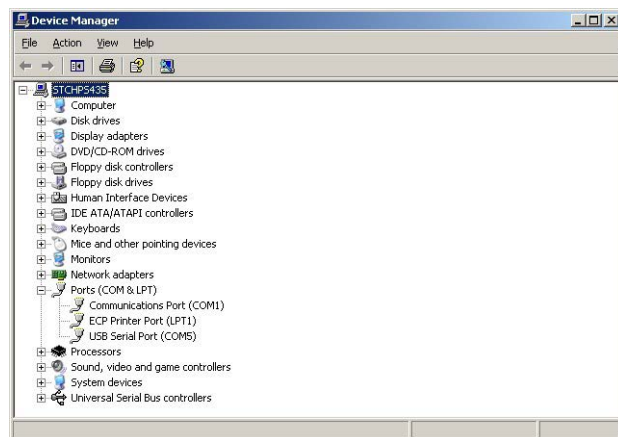 Device Manager
File Action View Help
STCHPS435
Computer
Disk drives
Display adapters
DVD/CD-ROM drives
Floppy disk controllers
Floppy disk drives
Human Interface Devices
IDE ATA/ATAPI controllers
Keyboards
Mice and other pointing devices
Monitors
Network adapters
Ports (COM & LPT)
Communications Port (COM1)
ECP Printer Port (LPT1)
USB Serial Port (COM5)
Processors
Sound, video and game controllers
System devices
Universal Serial Bus controllers